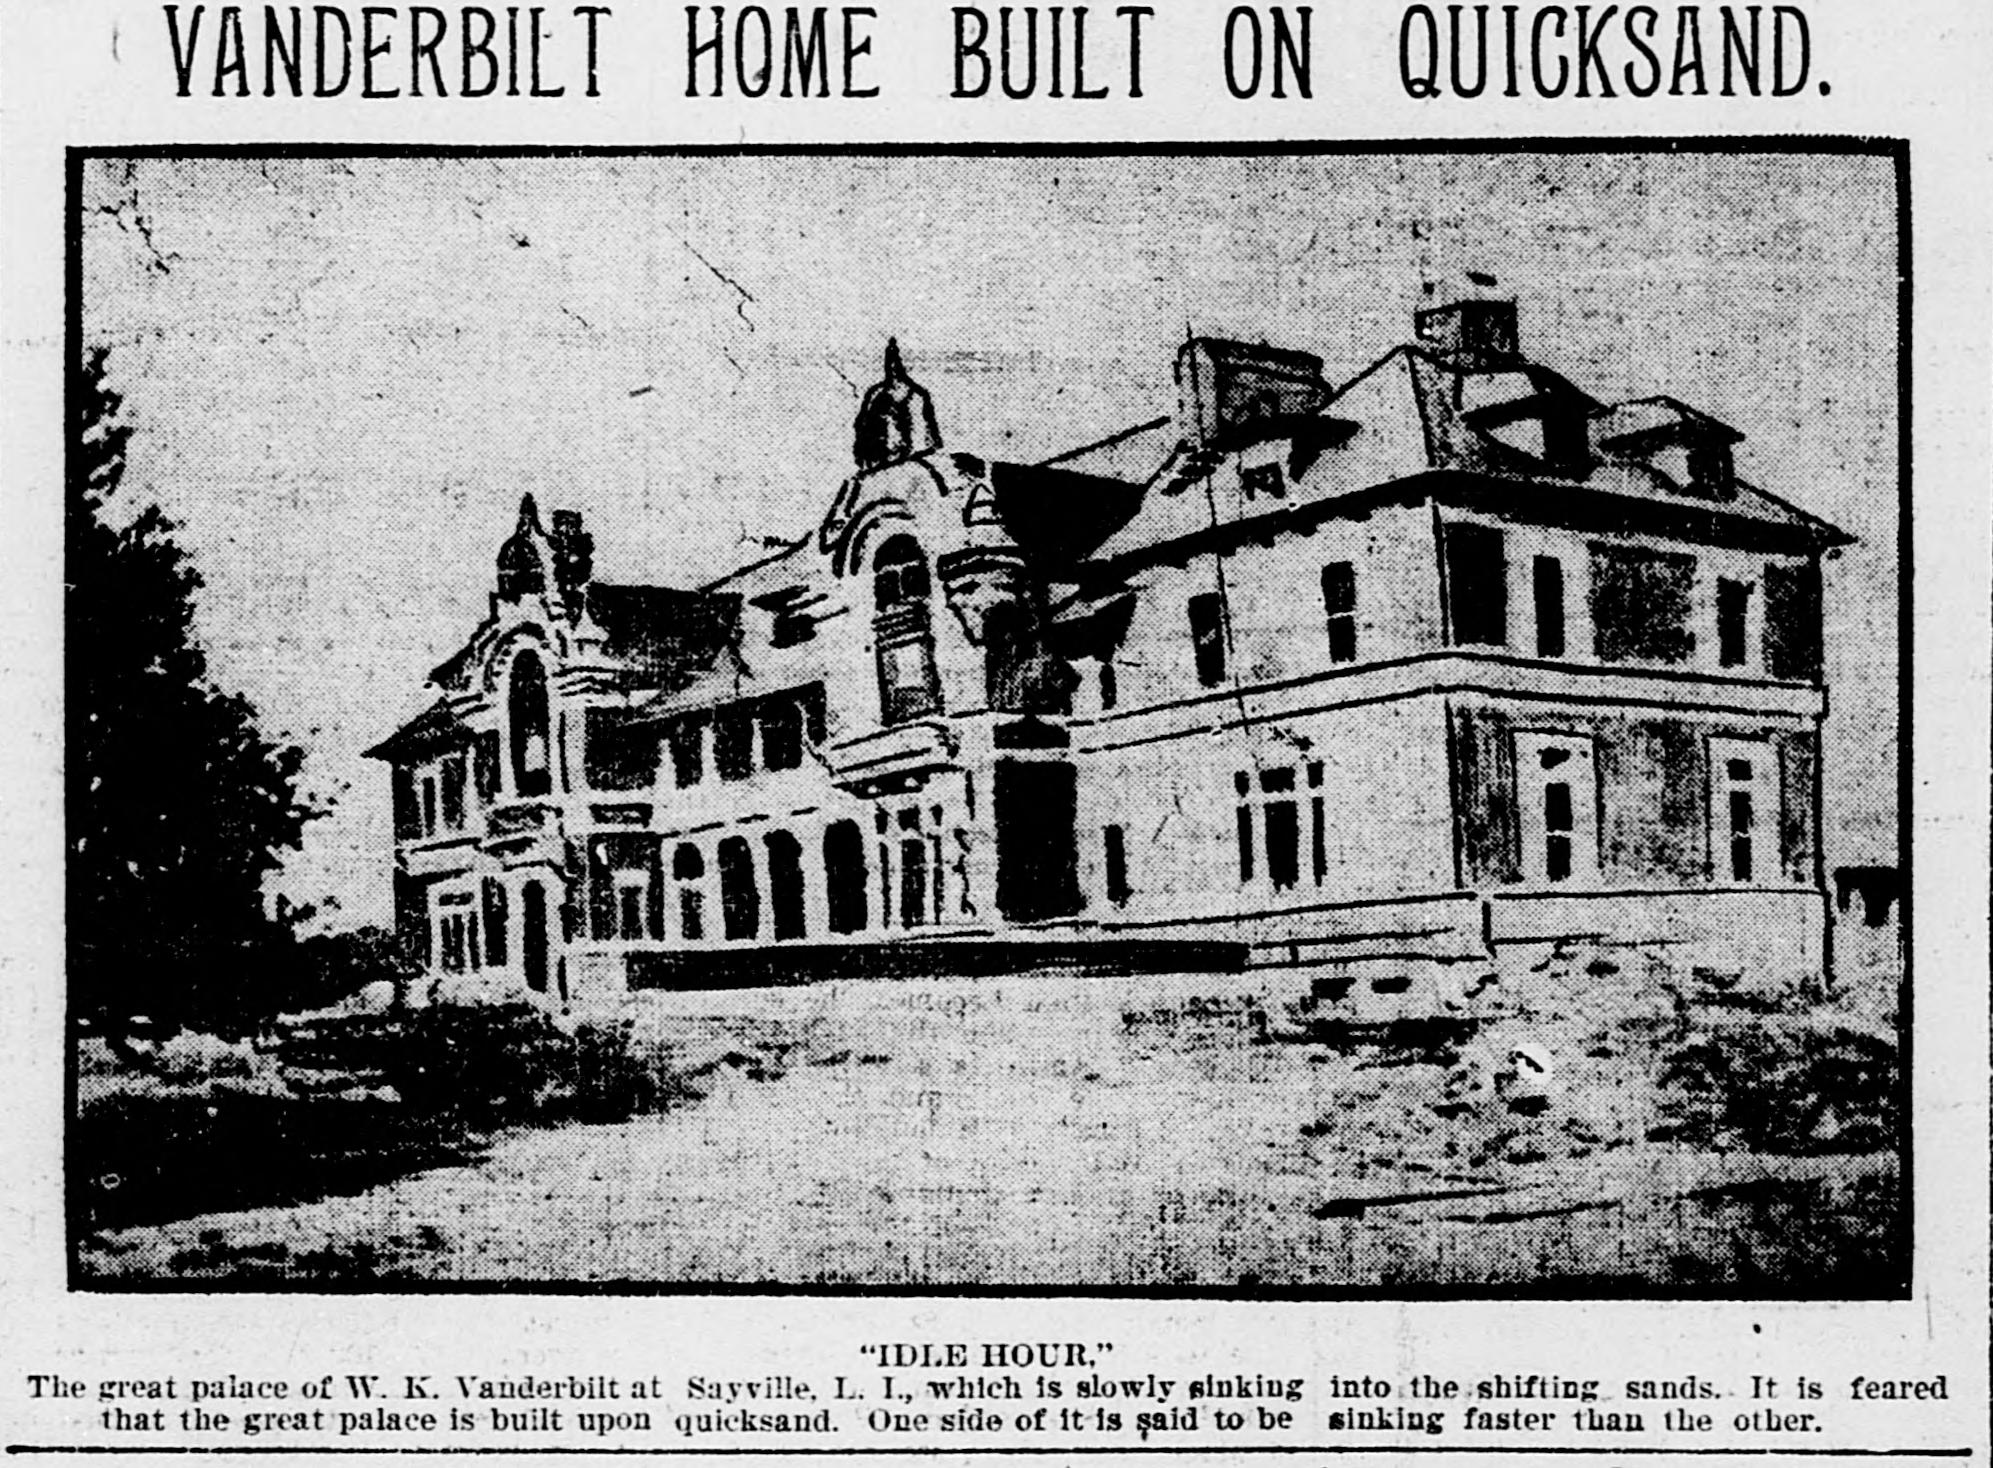 VANDERBILT HOME BUILT ON QUICKSAND.
"IDLE HOUR,"
The great palace of W. K. Vanderbilt at Sayville, L. I., which is slowly sinking into the shifting sands. It is feared
that the great palace is built upon quicksand. One side of it is said to be sinking faster than the other.